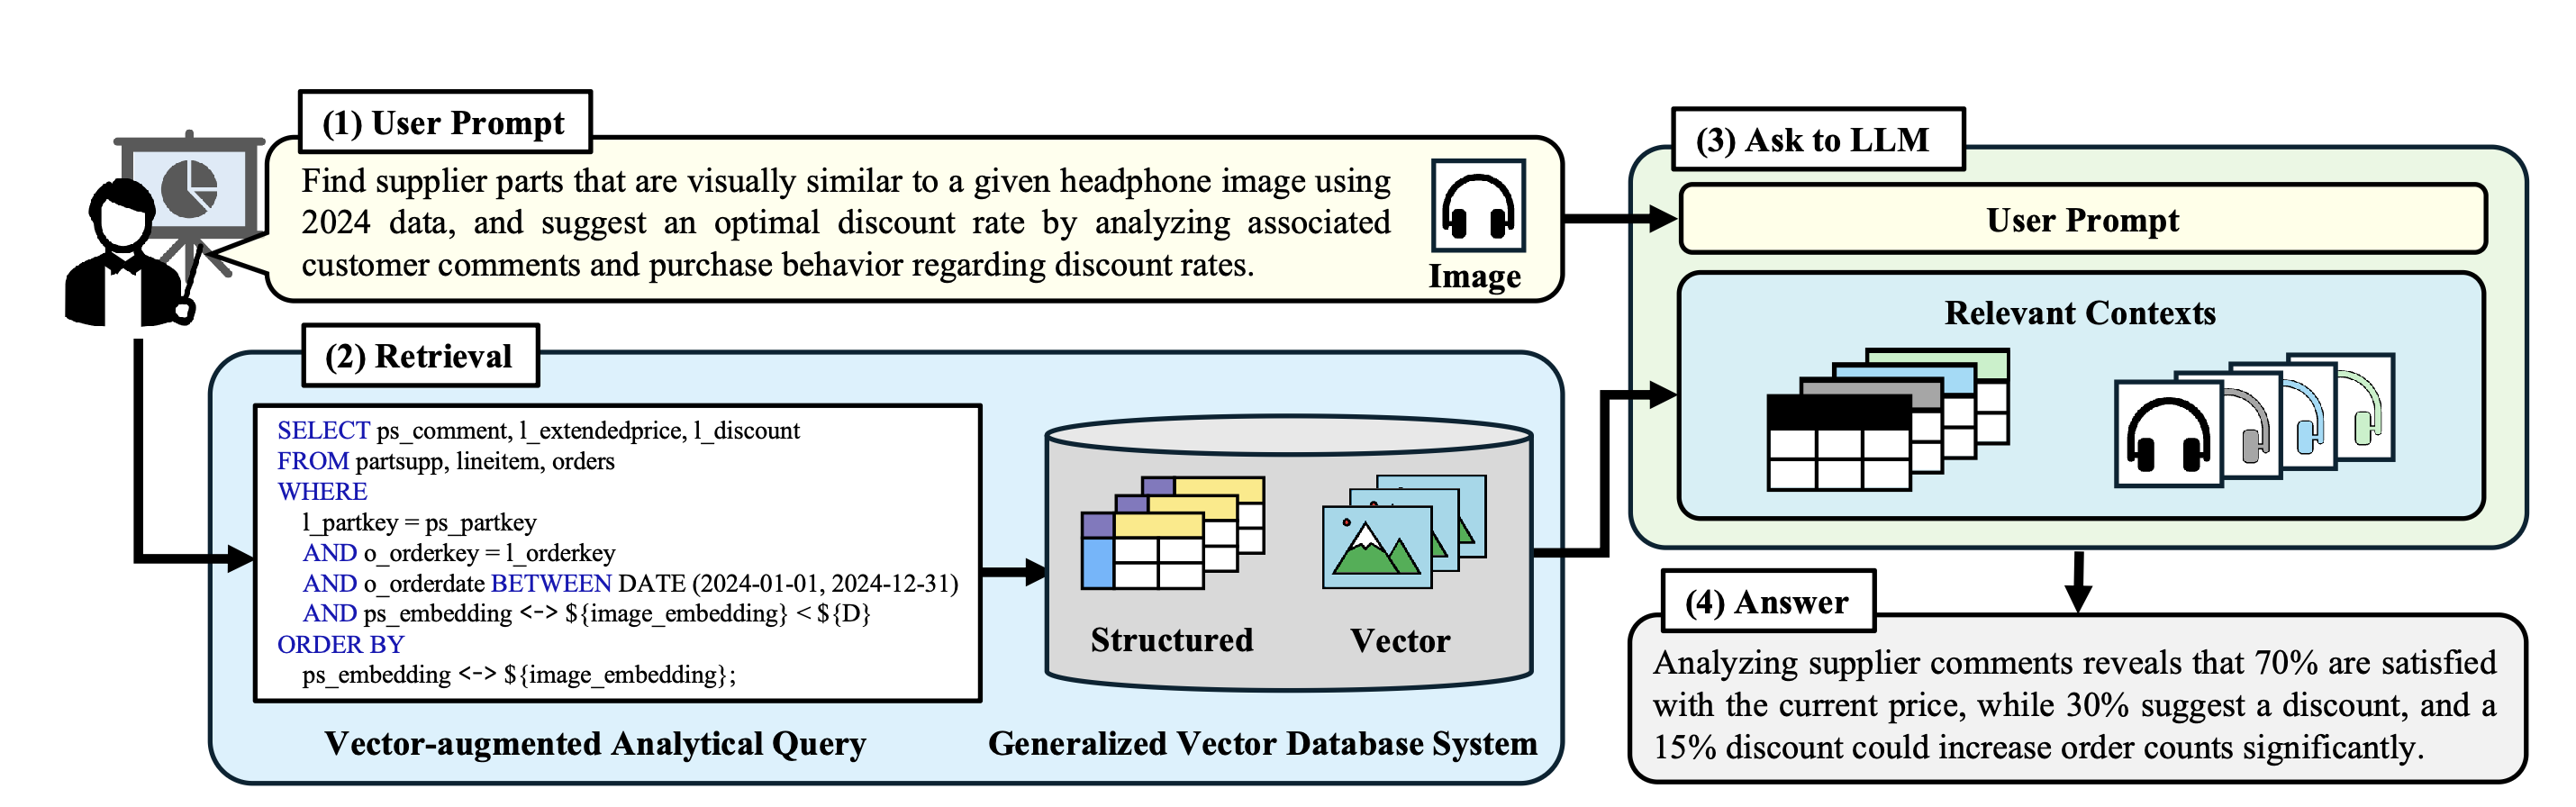 (1) User Prompt
Find supplier parts that are visually similar to a given headphone image using
2024 data, and suggest an optimal discount rate by analyzing associated
customer comments and purchase behavior regarding discount rates.
Image
(2) Retrieval
SELECT ps_comment, l_extendedprice, l_discount
FROM partsupp, lineitem, orders
WHERE
l_partkey = ps_partkey
AND o_orderkey = l_orderkey
AND o_orderdate BETWEEN DATE (2024-01-01, 2024-12-31)
AND ps_embedding <-> ${image_embedding} < ${D}
ORDER BY
ps_embedding <-> ${image_embedding};
Vector-augmented Analytical Query
Structured
Vector
Generalized Vector Database System
(3) Ask to LLM
User Prompt
Relevant Contexts
(4) Answer
Analyzing supplier comments reveals that 70% are satisfied
with the current price, while 30% suggest a discount, and a
15% discount could increase order counts significantly.